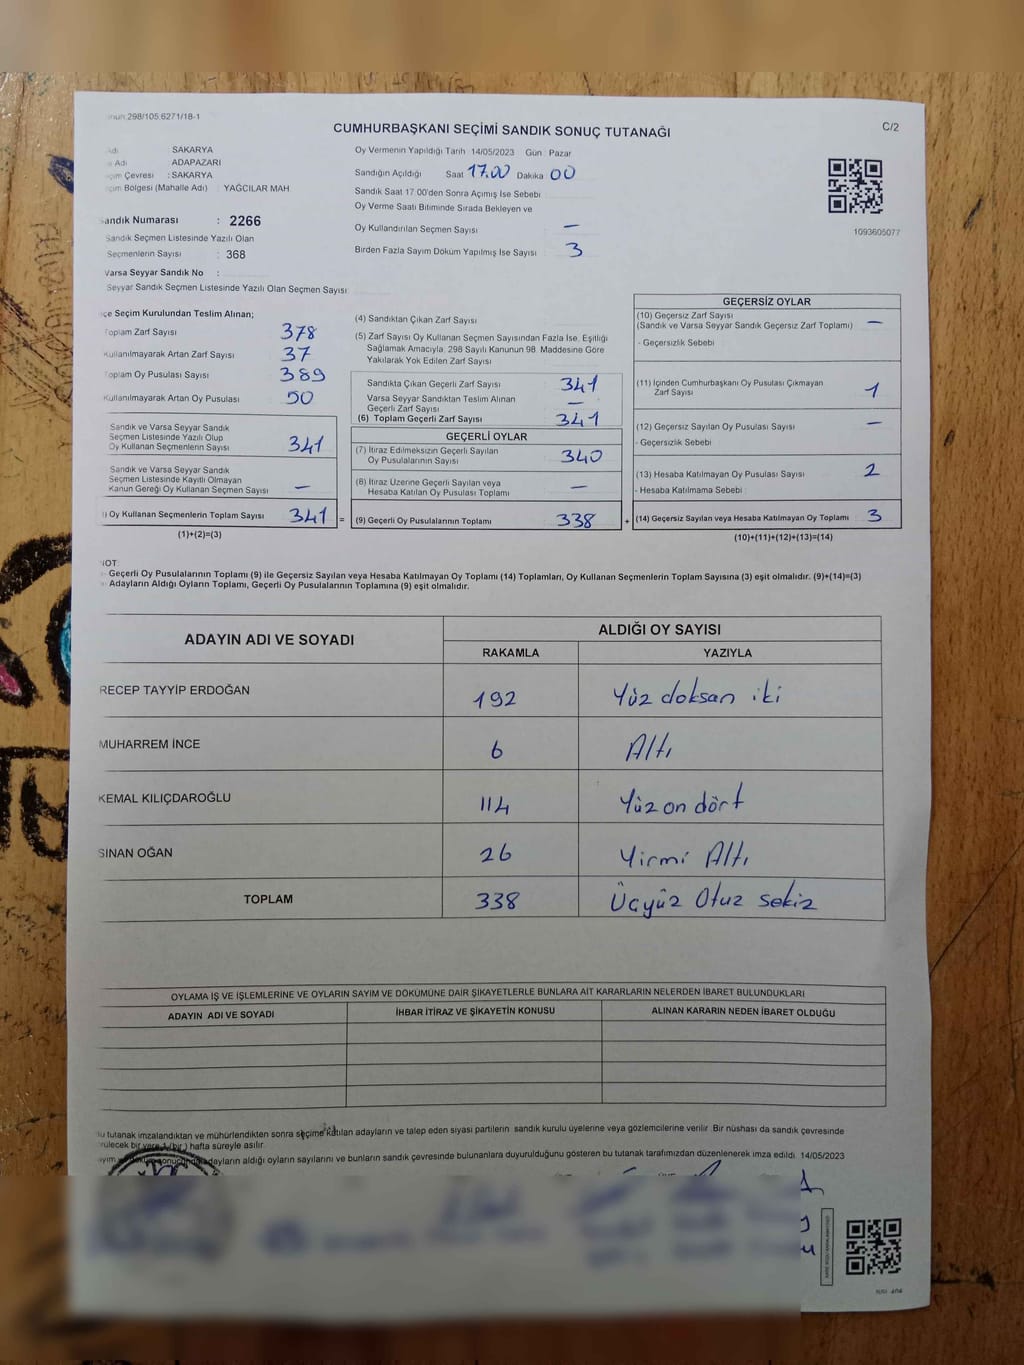 298/105.6271/18-1
CUMHURBAŞKANI SEÇİMİ SANDIK SONUÇ TUTANAĞI
C/2
SAKARYA
Adı ADAPAZARI
Çevresi : SAKARYA
Bölgesi (Mahalle Adı) : YAĞCILAR MAH
Sandık Numarası : 2266
Sandık Seçmen Listesinde Yazılı Olan
Seçmenlerin Sayısı : 368
Varsa Seyyar Sandık No :
Seyyar Sandık Seçmen Listesinde Yazılı Olan Seçmen Sayısı
Oy Vermenin Yapıldığı Tarih 14/05/2023 Gün : Pazar
Sandığın Açıldığı Saat 17.00 Dakika 00
Sandık Saat 17 00'den Sonra Açımış İse Sebebi
Oy Verme Saati Bitiminde Sırada Bekleyen ve
Oy Kullandırılan Seçmen Sayısı —
Birden Fazla Sayım Döküm Yapılmış İse Sayısı 3
1093605077
Seçim Kurulundan Teslim Alınan;
Toplam Zarf Sayısı 378
Kullanılmayarak Artan Zarf Sayısı 37
Toplam Oy Pusulası Sayısı 389
Kullanılmayarak Artan Oy Pusulası 50
Sandık ve Varsa Seyyar Sandık
Seçmen Listesinde Yazılı Olup
Oy Kullanan Seçmenlerin Sayısı 341
Sandık ve Varsa Seyyar Sandık
Seçmen Listesinde Kayıtlı Olmayan
Kanun Gereği Oy Kullanan Seçmen Sayısı —
Oy Kullanan Seçmenlerin Toplam Sayısı 341 =
(1)+(2)=(3)
(4) Sandıktan Çıkan Zarf Sayısı
(5) Zarf Sayısı Oy Kullanan Seçmen Sayısından Fazla İse, Eşitliği
Sağlamak Amacıyla, 298 Sayılı Kanunun 98. Maddesine Göre
Yakılarak Yok Edilen Zarf Sayısı
Sandıkta Çıkan Geçerli Zarf Sayısı 341
Varsa Seyyar Sandıktan Teslim Alınan
Geçerli Zarf Sayısı —
(6) Toplam Geçerli Zarf Sayısı 341
GEÇERLİ OYLAR
(7) İtiraz Edilmeksizin Geçerli Sayılan
Oy Pusulalarının Sayısı 340
(8) İtiraz Üzerine Geçerli Sayılan veya
Hesaba Katılan Oy Pusulası Toplamı —
(9) Geçerli Oy Pusulalarının Toplamı 338 +
GEÇERSİZ OYLAR
(10) Geçersiz Zarf Sayısı
(Sandık ve Varsa Seyyar Sandık Geçersiz Zarf Toplamı) —
- Geçersizlik Sebebi
(11) İçinden Cumhurbaşkanı Oy Pusulası Çıkmayan
Zarf Sayısı 1
(12) Geçersiz Sayılan Oy Pusulası Sayısı —
- Geçersizlik Sebebi
(13) Hesaba Katılmayan Oy Pusulası Sayısı 2
- Hesaba Katılmama Sebebi
(14) Geçersiz Sayılan veya Hesaba Katılmayan Oy Toplamı 3
(10)+(11)+(12)+(13)=(14)
NOT:
Geçerli Oy Pusulalarının Toplamı (9) ile Geçersiz Sayılan veya Hesaba Katılmayan Oy Toplamı (14) Toplamları, Oy Kullanan Seçmenlerin Toplam Sayısına (3) eşit olmalıdır. (9)+(14)=(3)
Adayların Aldığı Oyların Toplamı, Geçerli Oy Pusulalarının Toplamına (9) eşit olmalıdır.
ADAYIN ADI VE SOYADI ALDIĞI OY SAYISI
RAKAMLA YAZIYLA
RECEP TAYYİP ERDOĞAN 192 Yüz doksan iki
MUHARREM İNCE 6 Altı
KEMAL KILIÇDAROĞLU 114 Yüz on dört
SİNAN OĞAN 26 Yirmi Altı
TOPLAM 338 Üçyüz Otuz Sekiz
OYLAMA İŞ VE İŞLEMLERİNE VE OYLARIN SAYIM VE DÖKÜMÜNE DAİR ŞİKAYETLERLE BUNLARA AİT KARARLARIN NELERDEN İBARET BULUNDUKLARI
ADAYIN ADI VE SOYADI İHBAR İTİRAZ VE ŞİKAYETİN KONUSU ALINAN KARARIN NEDEN İBARET OLDUĞU
tutanak imzalandıktan ve mühürlendikten sonra seçime katılan adayların ve talep eden siyasi partilerin sandık kurulu üyelerine veya gözlemcilerine verilir. Bir nüshası da sandık çevresinde
bir yere 1 (bir) hafta süreyle asılır.
adayların aldığı oyların sayılarını ve bunların sandık çevresinde bulunanlara duyurulduğunu gösteren bu tutanak tarafımızdan düzenlenerek imza edildi. 14/05/2023